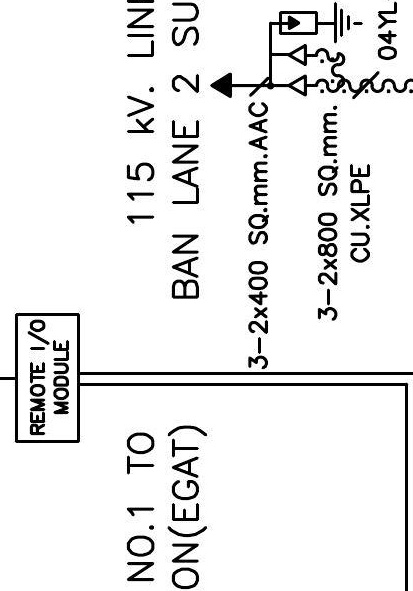 115 kV. LIN
BAN LANE 2 SU
3-2x400 SQ.mm.AAC
3-2x800 SQ.mm.
CU.XLPE
04YL
REMOTE I/O
MODULE
NO.1 TO
ON(EGAT)